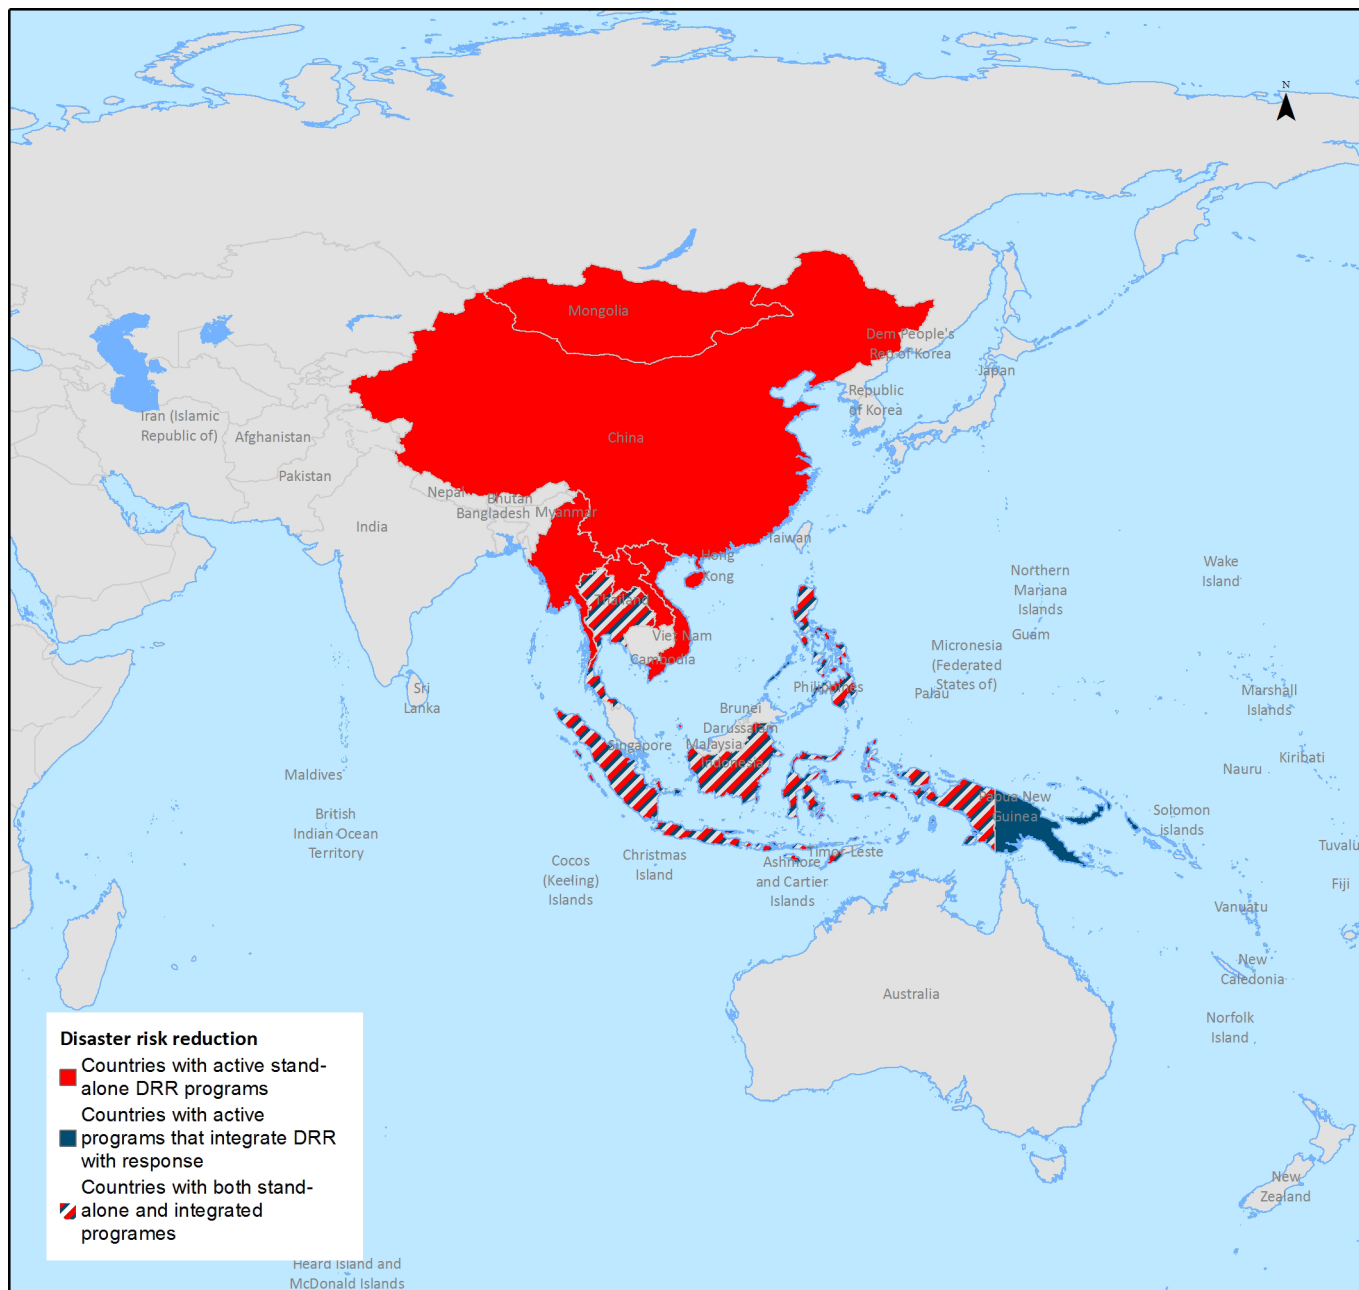 N
Mongolia
Dem People's
Rep of Korea
Japan
Republic
of Korea
Iran (Islamic
Republic of)
Afghanistan
China
Pakistan
Nepal
Bhutan
Bangladesh
Myanmar
India
Taiwan
Hong
Kong
Wake
Island
Northern
Mariana
Islands
Guam
Thailand
Viet Nam
Cambodia
Micronesia
(Federated
States of)
Palau
Philippines
Sri
Lanka
Marshall
Islands
Brunei
Darussalam
Singapore
Malaysia
Indonesia
Kiribati
Nauru
Maldives
British
Indian Ocean
Territory
Papua New
Guinea
Solomon
islands
Tuvalu
Timor-Leste
Cocos
(Keeling)
Islands
Christmas
Island
Ashmore
and Cartier
Islands
Fiji
Vanuatu
New
Caledonia
Australia
Norfolk
Island
New
Zealand
Disaster risk reduction
Countries with active stand-
alone DRR programs
Countries with active
programs that integrate DRR
with response
Countries with both stand-
alone and integrated
programes
Heard Island and
McDonald Islands